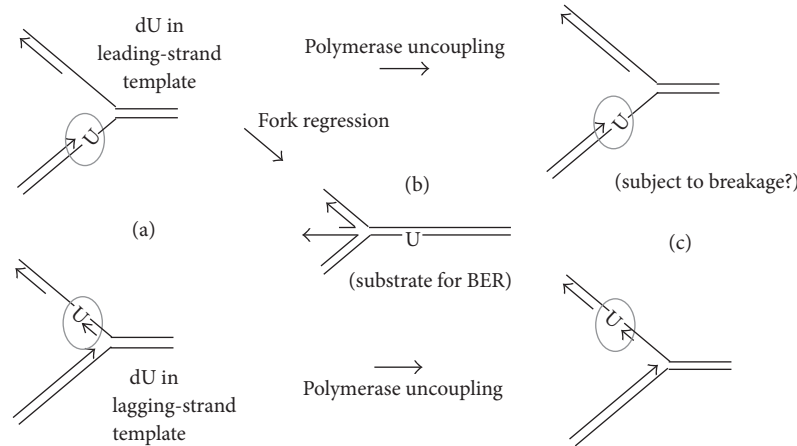 dU in
leading-strand
template
Polymerase uncoupling
U
U
Fork regression
(b)
(subject to breakage?)
(a)
U
(c)
(substrate for BER)
U
U
dU in
lagging-strand
template
Polymerase uncoupling